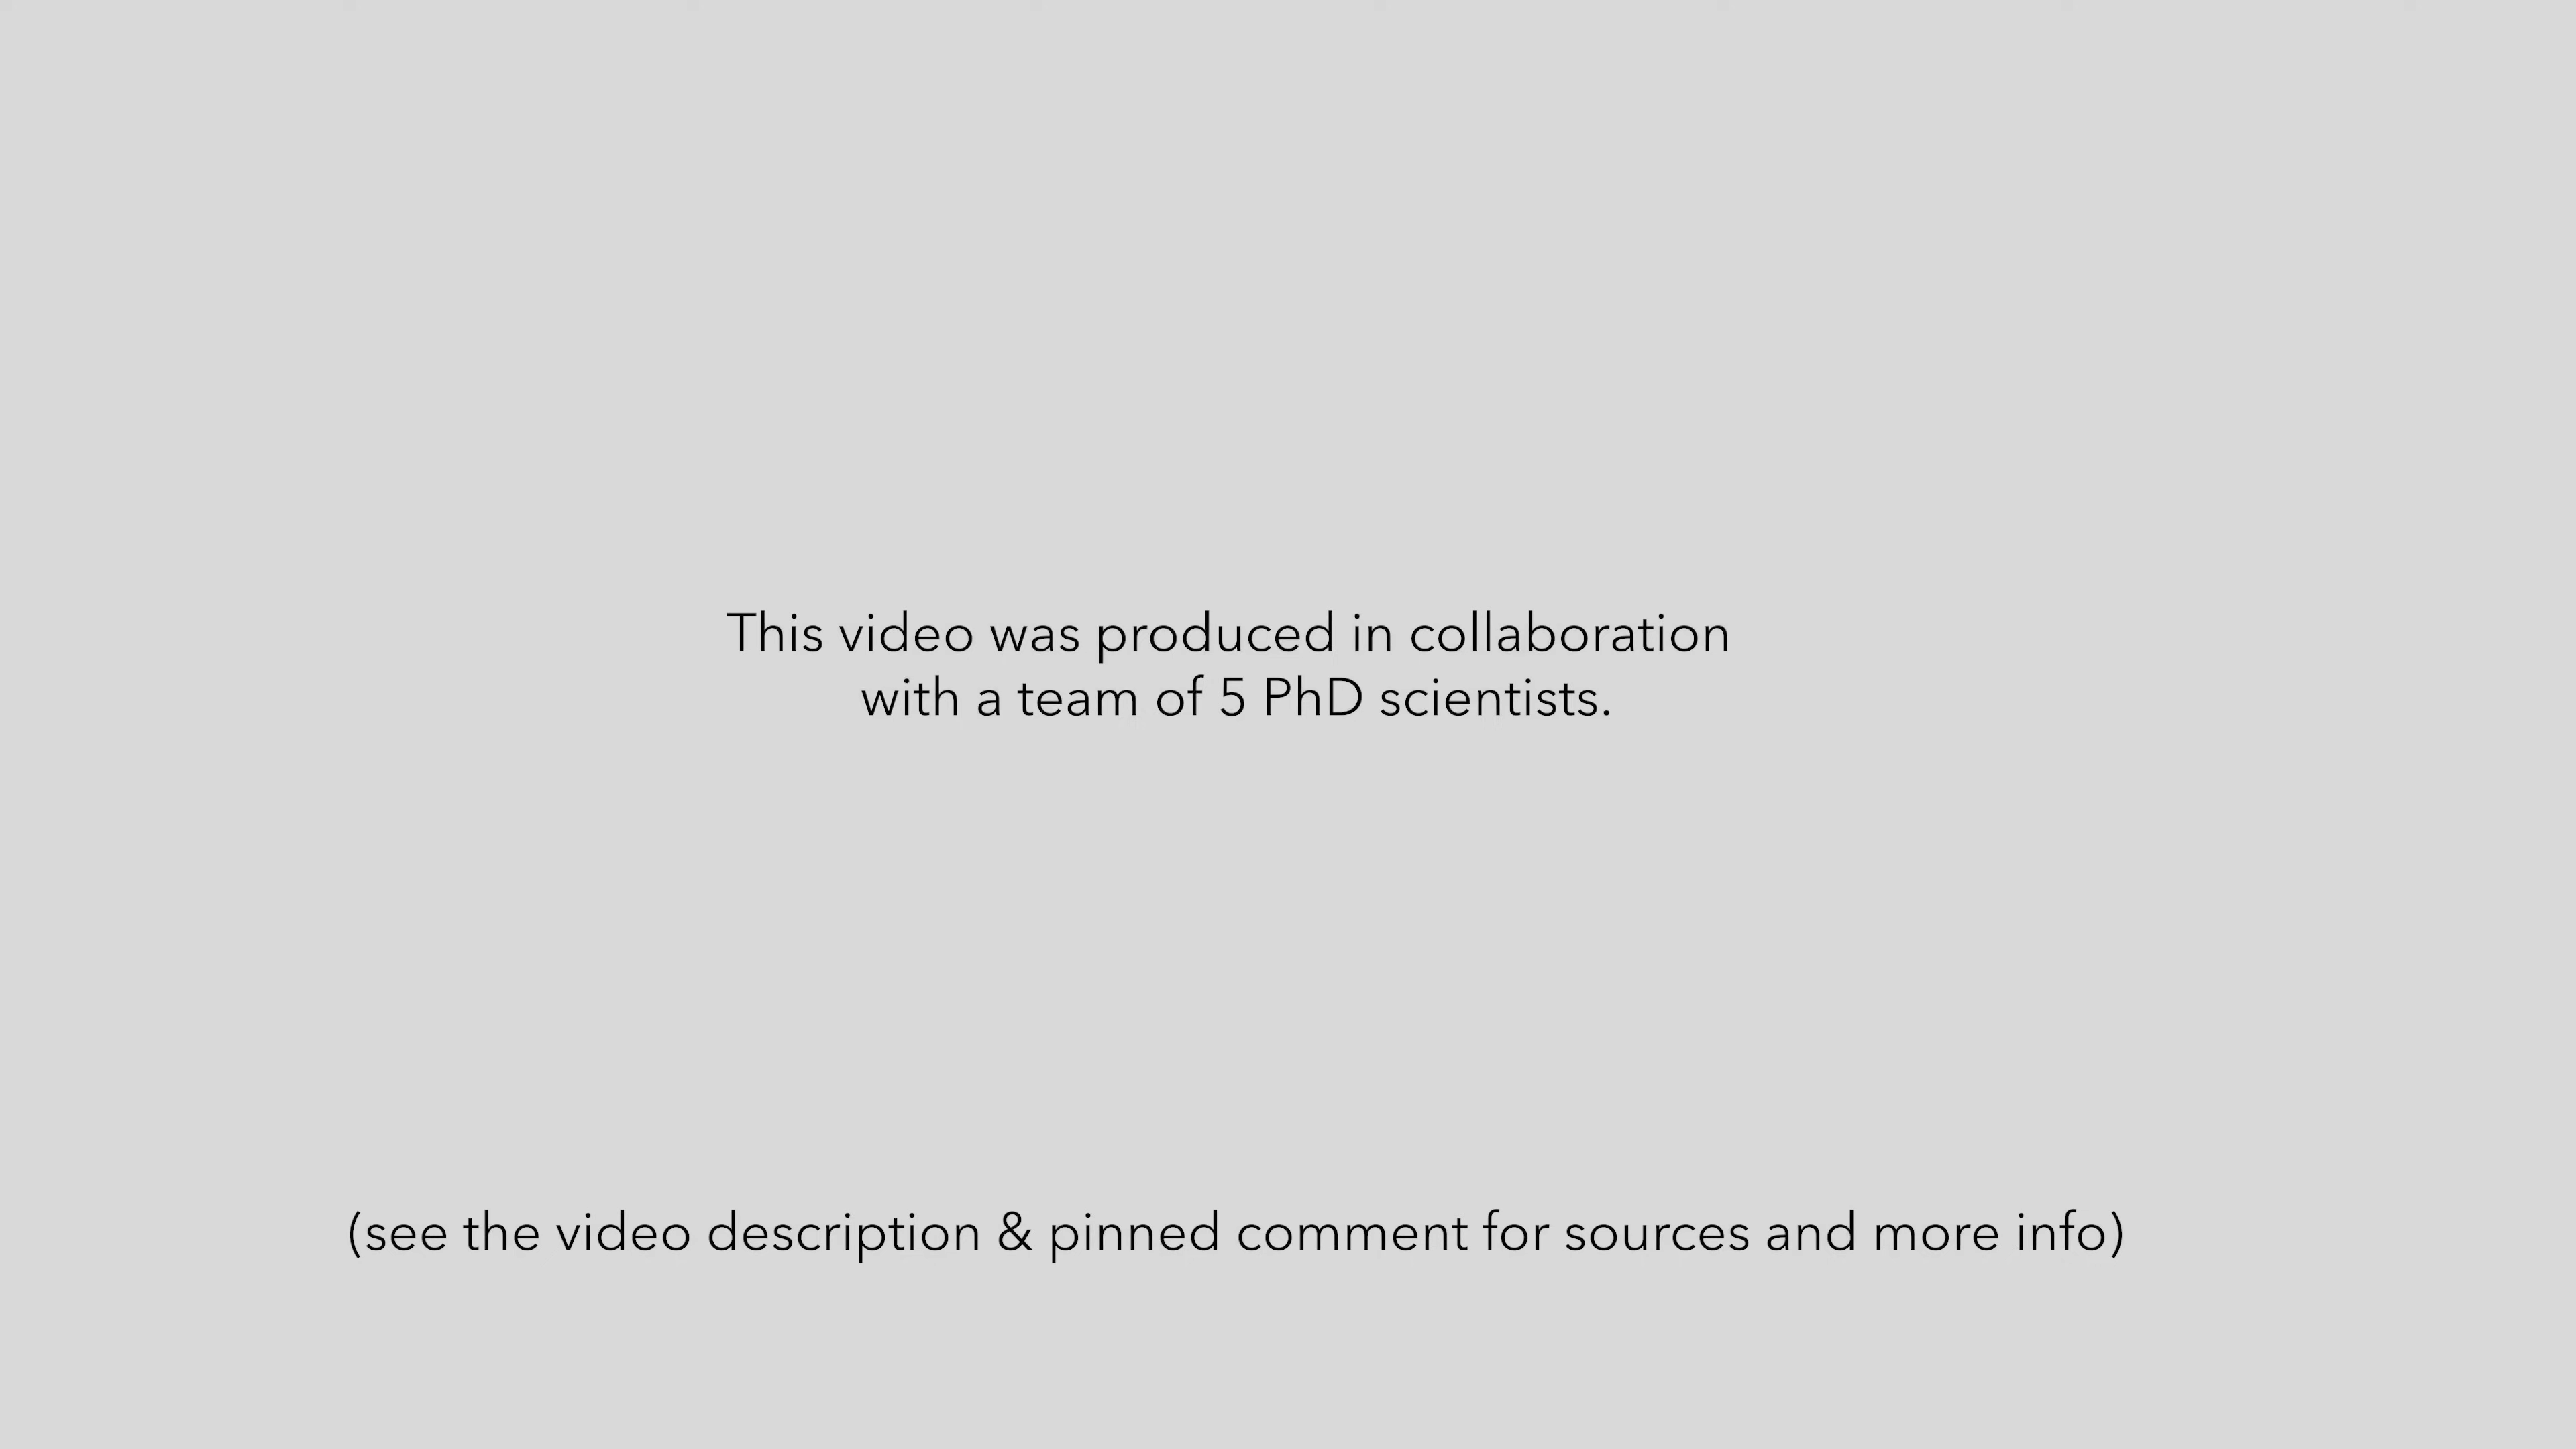 This video was produced in collaboration
with a team of 5 PhD scientists.
(see the video description & pinned comment for sources and more info)